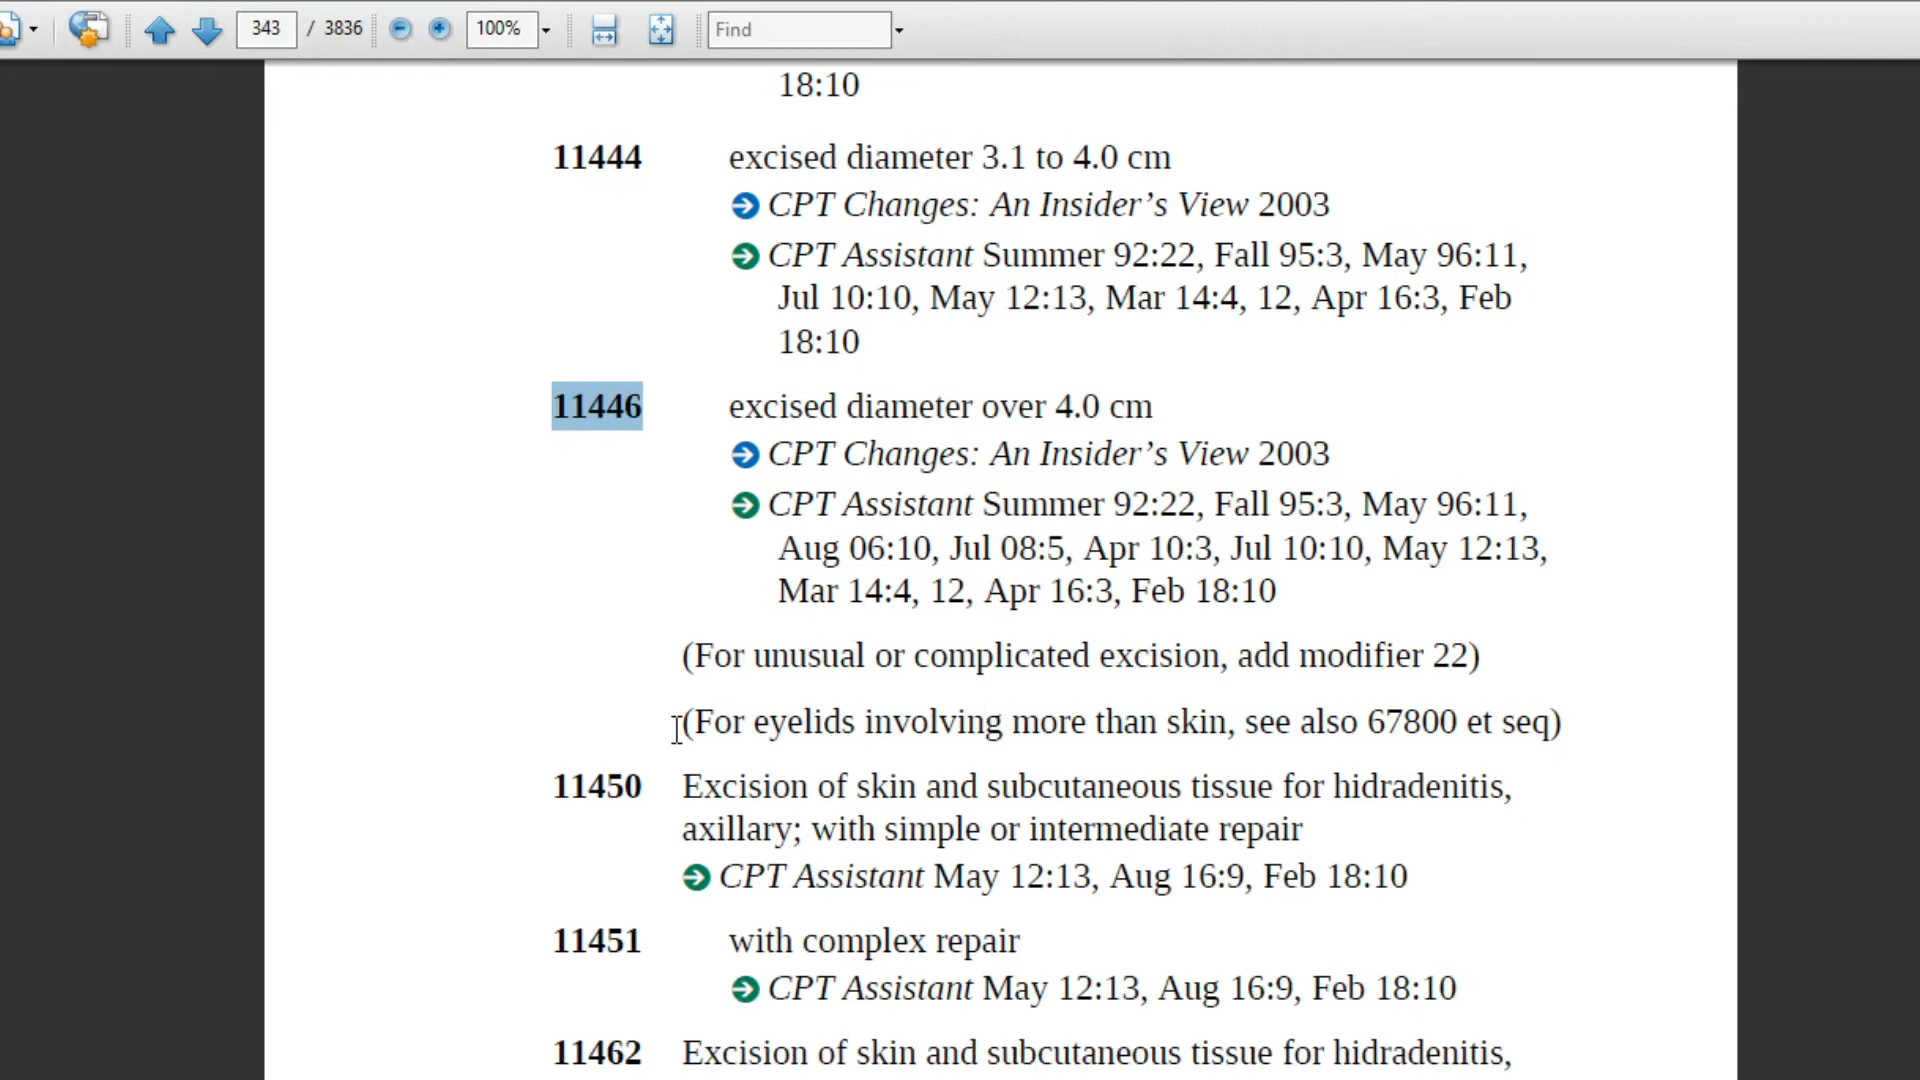 343 / 3836 100% Find
18:10
11444 excised diameter 3.1 to 4.0 cm
CPT Changes: An Insider’s View 2003
CPT Assistant Summer 92:22, Fall 95:3, May 96:11,
Jul 10:10, May 12:13, Mar 14:4, 12, Apr 16:3, Feb
18:10
11446 excised diameter over 4.0 cm
CPT Changes: An Insider’s View 2003
CPT Assistant Summer 92:22, Fall 95:3, May 96:11,
Aug 06:10, Jul 08:5, Apr 10:3, Jul 10:10, May 12:13,
Mar 14:4, 12, Apr 16:3, Feb 18:10
(For unusual or complicated excision, add modifier 22)
(For eyelids involving more than skin, see also 67800 et seq)
11450 Excision of skin and subcutaneous tissue for hidradenitis,
axillary; with simple or intermediate repair
CPT Assistant May 12:13, Aug 16:9, Feb 18:10
11451 with complex repair
CPT Assistant May 12:13, Aug 16:9, Feb 18:10
11462 Excision of skin and subcutaneous tissue for hidradenitis,